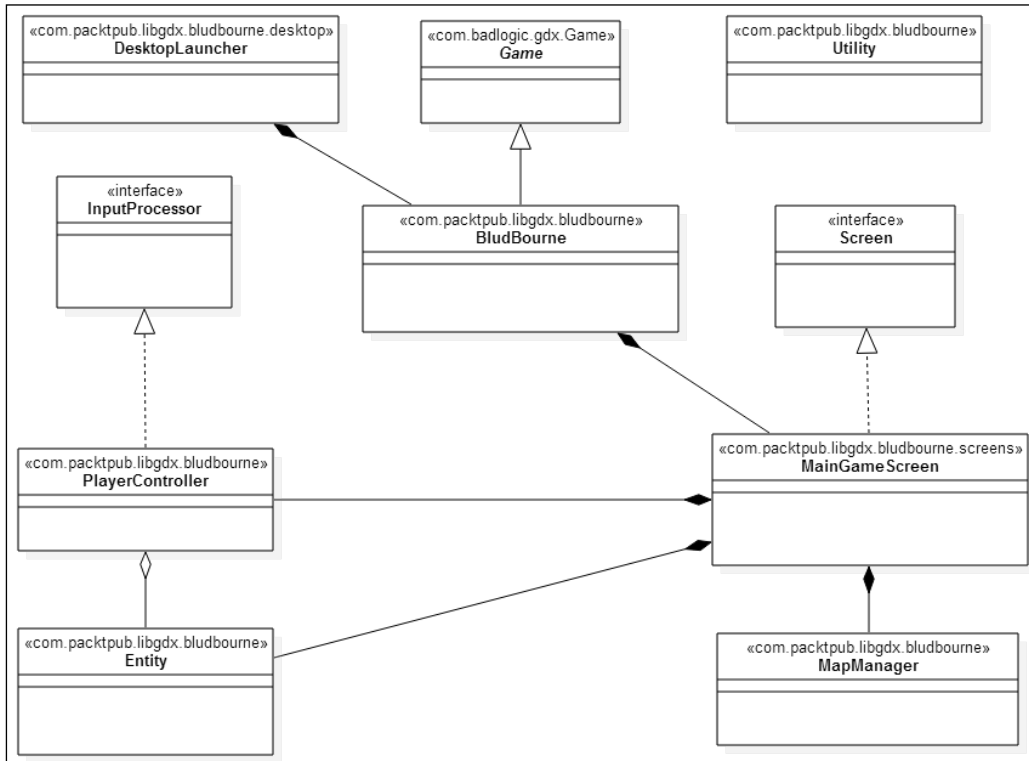 «com.packtpub.libgdx.bludbourne.desktop»
DesktopLauncher
«com.badlogic.gdx.Game»
Game
«com.packtpub.libgdx.bludbourne»
Utility
«interface»
InputProcessor
«com.packtpub.libgdx.bludbourne»
BludBourne
«interface»
Screen
«com.packtpub.libgdx.bludbourne»
PlayerController
«com.packtpub.libgdx.bludbourne.screens»
MainGameScreen
«com.packtpub.libgdx.bludbourne»
Entity
«com.packtpub.libgdx.bludbourne»
MapManager